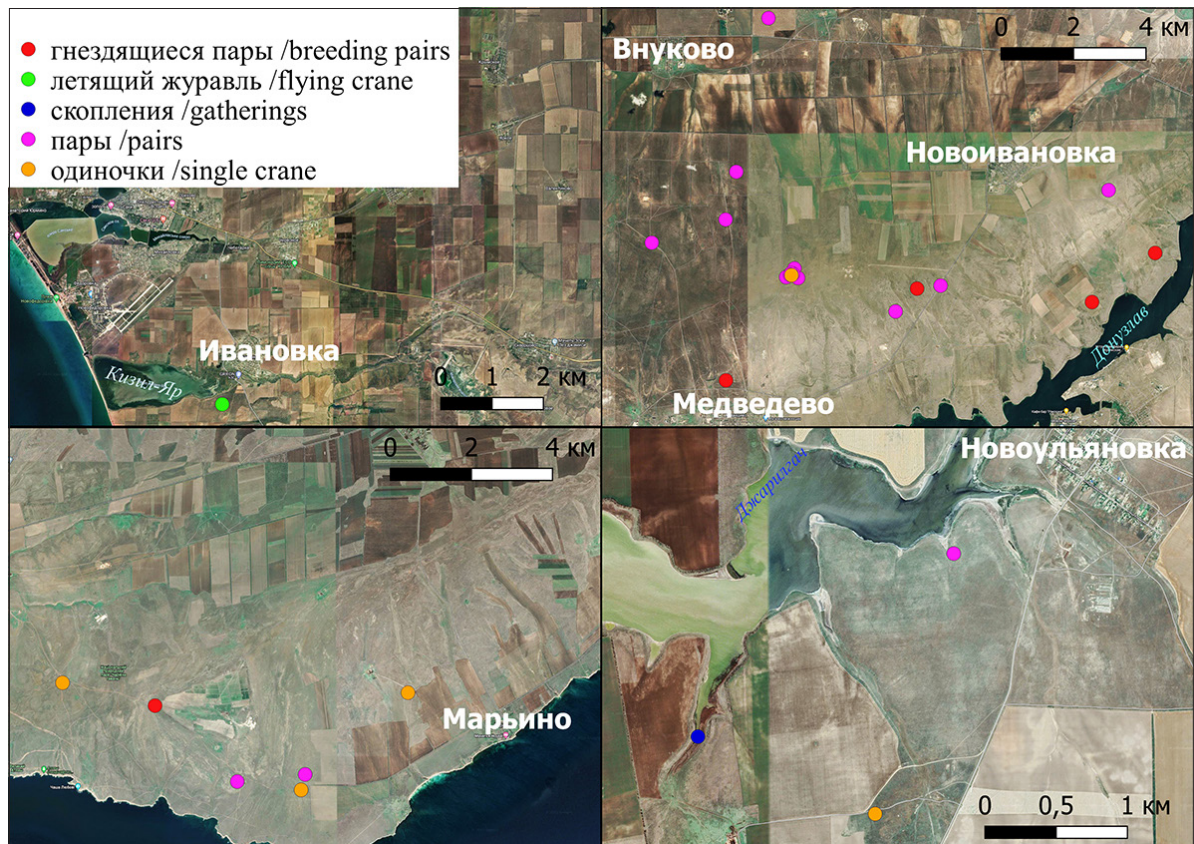 гнездящиеся пары /breeding pairs
летящий журавль /flying crane
скопления /gatherings
пары /pairs
одиночки /single crane
Ивановка
Кизил-Яр
0 1 2 км
Внуково
0 2 4 км
Новоивановка
Донузлав
Медведево
0 2 4 км
Марьино
Новоульяновка
Джарилгач
0 0,5 1 км